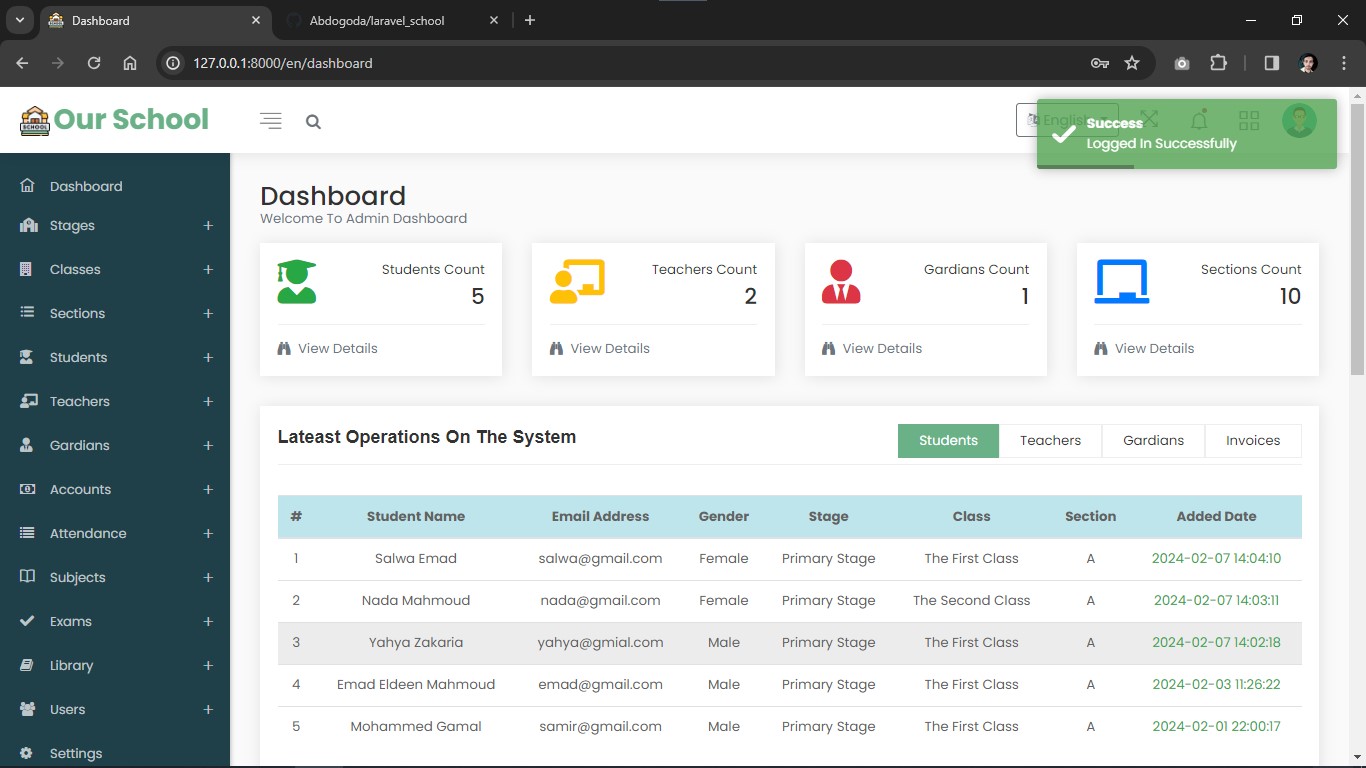 Dashboard
Abdogoda/laravel_school
127.0.0.1:8000/en/dashboard
SCHOOL
Our School
English
Success
Logged In Successfully
Dashboard
Stages
Classes
Sections
Students
Teachers
Gardians
Accounts
Attendance
Subjects
Exams
Library
Users
Settings
Dashboard
Welcome To Admin Dashboard
Students Count
5
View Details
Teachers Count
2
View Details
Gardians Count
1
View Details
Sections Count
10
View Details
Lateast Operations On The System
Students Teachers Gardians Invoices
# Student Name Email Address Gender Stage Class Section Added Date
1 Salwa Emad salwa@gmail.com Female Primary Stage The First Class A 2024-02-07 14:04:10
2 Nada Mahmoud nada@gmail.com Female Primary Stage The Second Class A 2024-02-07 14:03:11
3 Yahya Zakaria yahya@gmial.com Male Primary Stage The First Class A 2024-02-07 14:02:18
4 Emad Eldeen Mahmoud emad@gmail.com Male Primary Stage The First Class A 2024-02-03 11:26:22
5 Mohammed Gamal samir@gmail.com Male Primary Stage The First Class A 2024-02-01 22:00:17